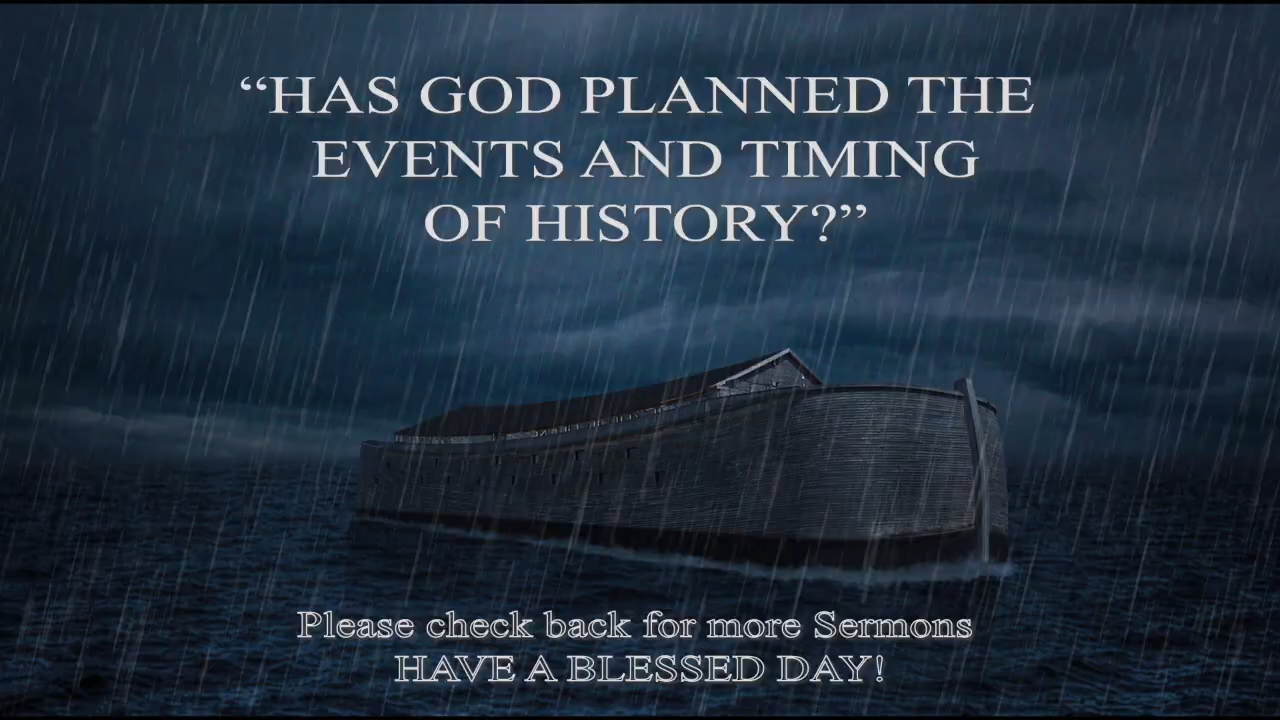 “HAS GOD PLANNED THE
EVENTS AND TIMING
OF HISTORY?”
Please check back for more Sermons
HAVE A BLESSED DAY!